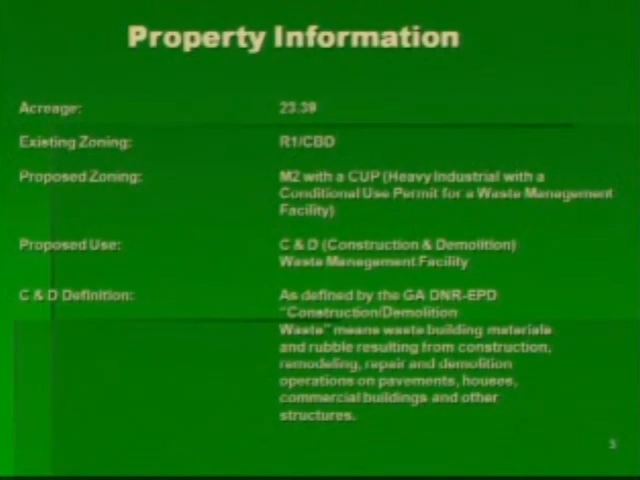 Property Information
Acreage: 23.39
Existing Zoning: R1/CBD
Proposed Zoning: M2 with a CUP (Heavy Industrial with a
Conditional Use Permit for a Waste Management
Facility)
Proposed Use: C & D (Construction & Demolition)
Waste Management Facility
C & D Definition: As defined by the GA DNR-EPD
"Construction/Demolition
Waste" means waste building materials
and rubble resulting from construction,
remodeling, repair and demolition
operations on pavements, houses,
commercial buildings and other
structures.